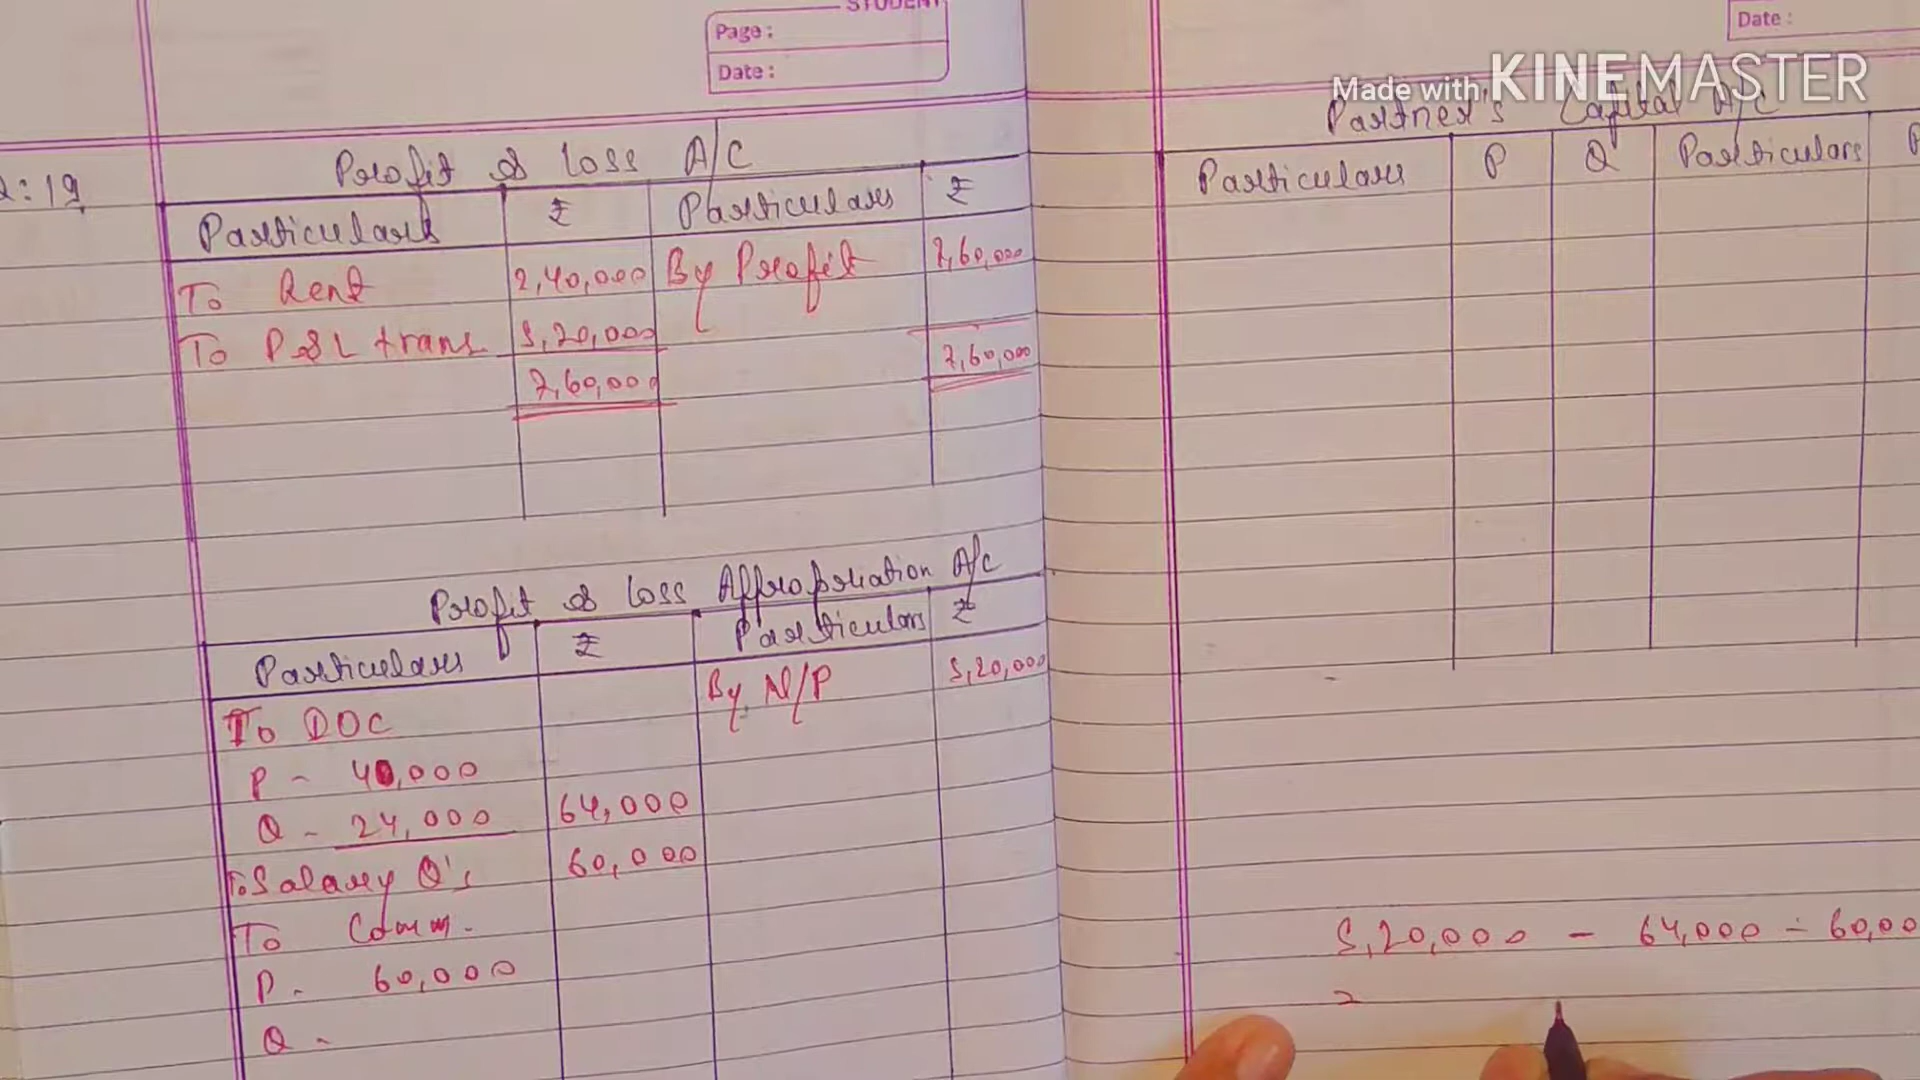 STUDENT
Page :
Date :
Date :
Made with KINEMASTER
Partner's Capital A/C
Particulars P Q Particulars P
Q:19
Profit & Loss A/C
Particulars ₹ Particulars ₹
To Rent 2,40,000 By Profit 7,60,000
To P&L trans 5,20,000
7,60,000 7,60,000
Profit & Loss Appropriation A/c
Particulars ₹ Particulars ₹
To DOC By N/P 5,20,000
P - 40,000
Q - 24,000 64,000
To Salary Q's 60,000
To Comm.
P - 60,000
Q -
5,20,000 - 64,000 - 60,00
=